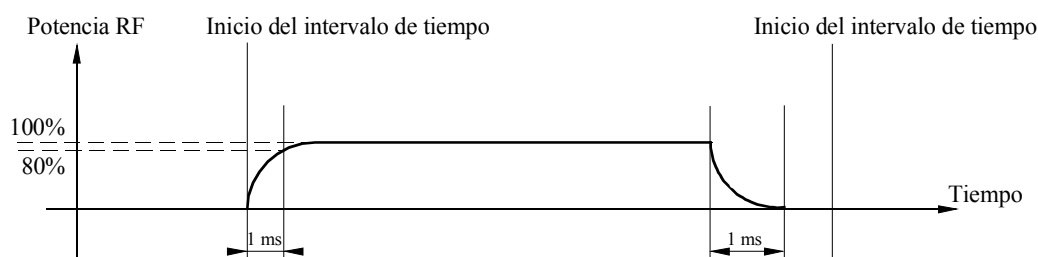 Potencia RF
Inicio del intervalo de tiempo
Inicio del intervalo de tiempo
100%
80%
Tiempo
1 ms
1 ms